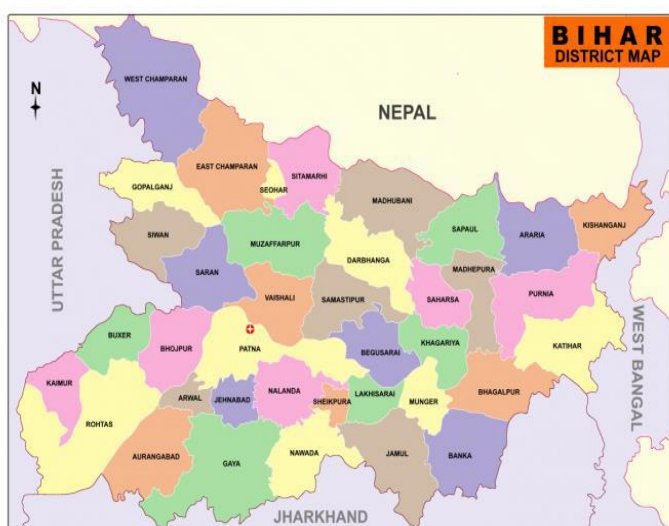 BIHAR
DISTRICT MAP
N
WEST CHAMPARAN
NEPAL
EAST CHAMPARAN
SITAMARHI
SEOHAR
GOPALGANJ
MADHUBANI
UTTAR PRADESH
SIWAN
MUZAFFARPUR
SAPAUL
ARARIA
KISHANGANJ
DARBHANGA
SARAN
MADHEPURA
VAISHALI
SAMASTIPUR
SAHARSA
PURNIA
BUXER
BHOJPUR
PATNA
BEGUSARAI
KHAGARIYA
KATIHAR
WEST BANGAL
KAIMUR
ARWAL
JEHNABAD
NALANDA
SHEIKPURA
LAKHISARAI
MUNGER
BHAGALPUR
ROHTAS
AURANGABAD
GAYA
NAWADA
JAMUL
BANKA
JHARKHAND